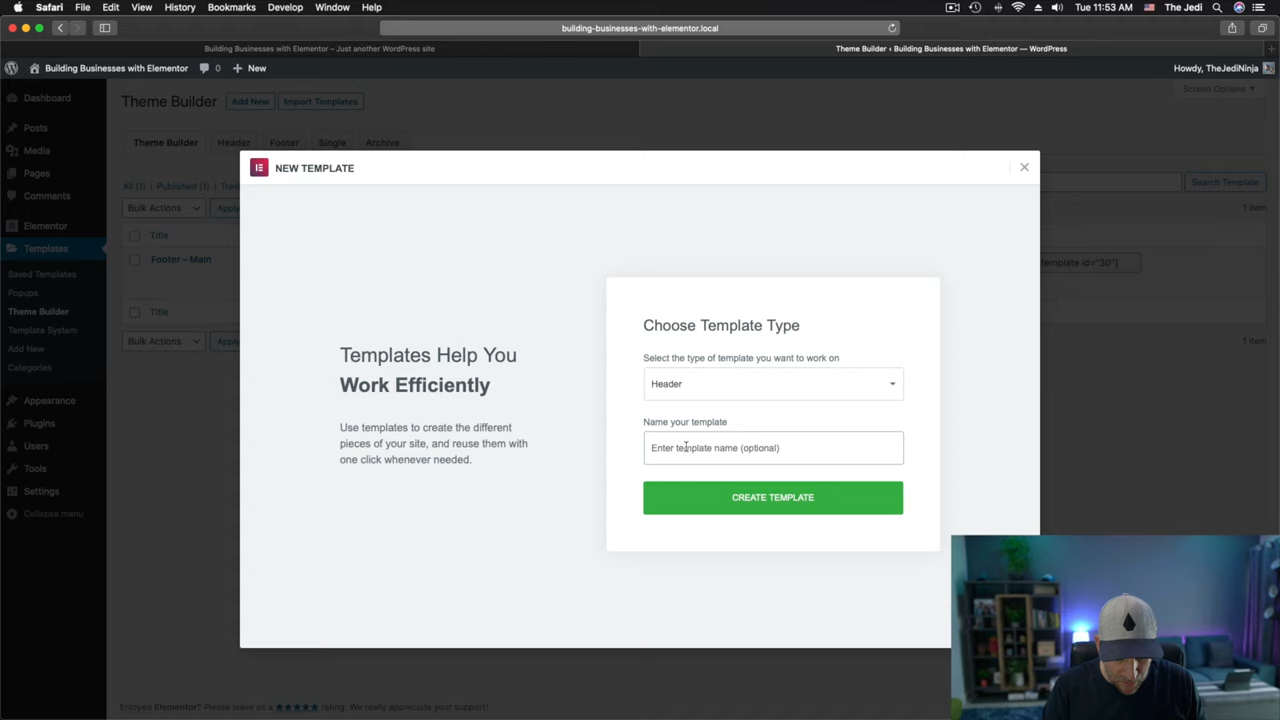 Safari File Edit View History Bookmarks Develop Window Help
Tue 11:53 AM The Jedi
building-businesses-with-elementor.local
Building Businesses with Elementor – Just another WordPress site
Theme Builder ‹ Building Businesses with Elementor — WordPress
Building Businesses with Elementor 0 New
Howdy, TheJediNinja
Dashboard
Posts
Media
Pages
Comments
Elementor
Templates
Saved Templates
Popups
Theme Builder
Template System
Add New
Categories
Appearance
Plugins
Users
Tools
Settings
Collapse menu
Theme Builder Add New Import Templates
Screen Options
Theme Builder Header Footer Single Archive
All (1) | Published (1) |
Search Template
Bulk Actions Apply
1 item
Title
Footer – Main
template id="30"]
Title
Bulk Actions Apply
1 item
NEW TEMPLATE
Templates Help You
Work Efficiently
Use templates to create the different
pieces of your site, and reuse them with
one click whenever needed.
Choose Template Type
Select the type of template you want to work on
Header
Name your template
Enter template name (optional)
CREATE TEMPLATE
Enjoyed Elementor? Please leave us a ★★★★★ rating. We really appreciate your support!